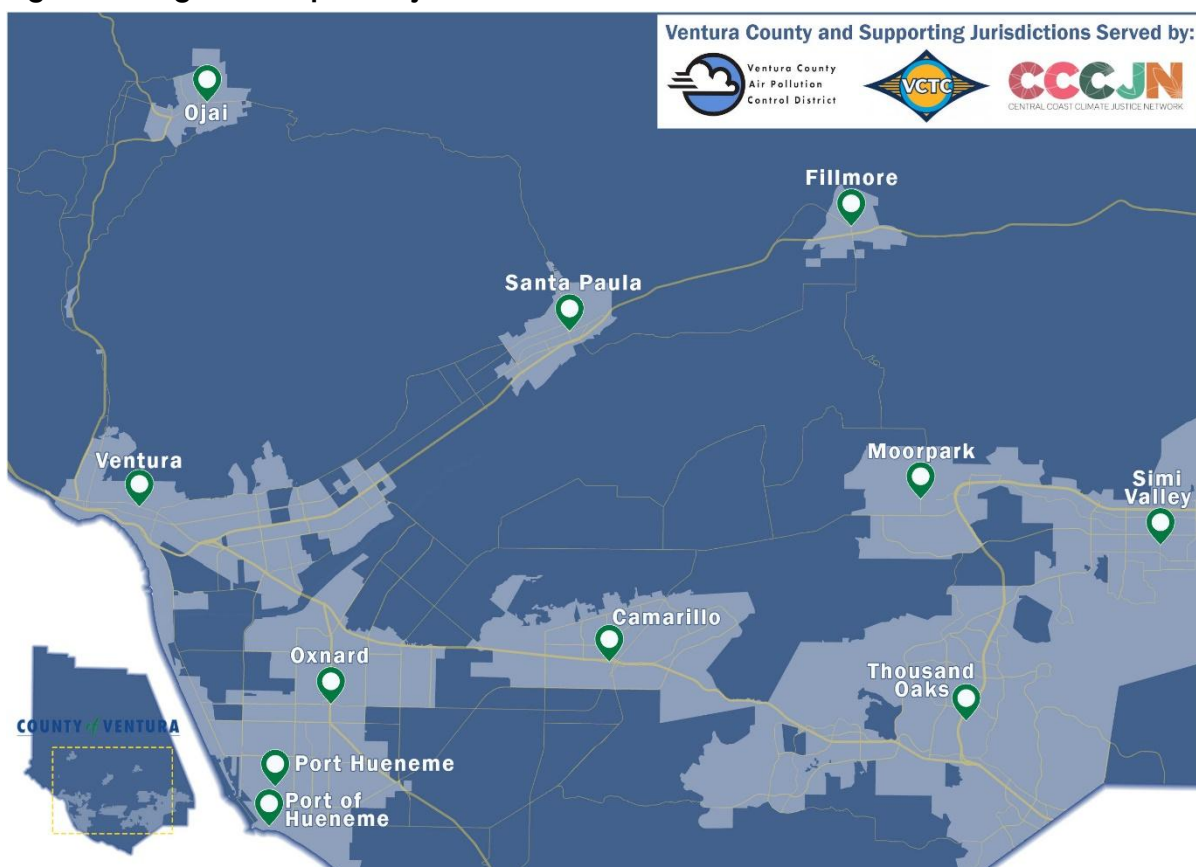 Ventura County and Supporting Jurisdictions Served by:
Ventura County
Air Pollution
Control District
VCTC
CCCJN
CENTRAL COAST CLIMATE JUSTICE NETWORK
Ojai
Fillmore
Santa Paula
Ventura
Moorpark
Simi
Valley
Camarillo
Oxnard
Thousand
Oaks
COUNTY of VENTURA
Port Hueneme
Port of
Hueneme